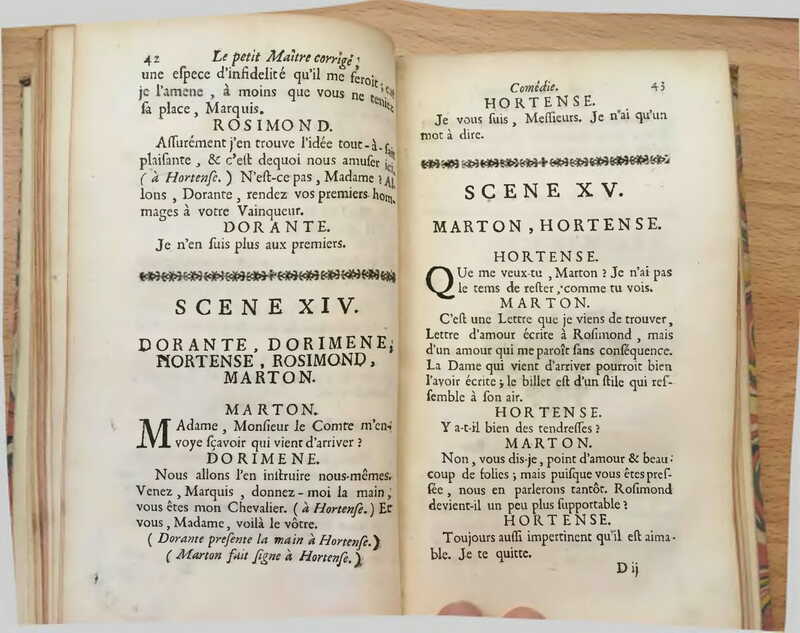 42 Le petit Maître corrigé,
une espece d'infidelité qu'il me feroit;
je l'amene, à moins que vous ne teniez
sa place, Marquis.
ROSIMOND.
Assurément j'en trouve l'idée tout-à-fait
plaisante, & c'est dequoi nous amuser ici.
(à Hortense.) N'est-ce pas, Madame? Al
lons, Dorante, rendez vos premiers hom
mages à votre Vainqueur.
DORANTE.
Je n'en suis plus aux premiers.
SCENE XIV.
DORANTE, DORIMENE,
HORTENSE, ROSIMOND,
MARTON.
MARTON.
MAdame, Monsieur le Comte m'en-
voye sçavoir qui vient d'arriver?
DORIMENE.
Nous allons l'en instruire nous-mêmes.
Venez, Marquis, donnez-moi la main,
vous êtes mon Chevalier. (à Hortense.) Et
vous, Madame, voilà le vôtre.
(Dorante presente la main à Hortense.)
(Marton fait signe à Hortense.)
Comédie. 43
HORTENSE.
Je vous suis, Messieurs. Je n'ai qu'un
mot à dire.
SCENE XV.
MARTON, HORTENSE.
HORTENSE.
QUe me veux-tu, Marton? Je n'ai pas
le tems de rester, comme tu vois.
MARTON.
C'est une Lettre que je viens de trouver,
Lettre d'amour écrite à Rosimond, mais
d'un amour qui me paroît sans conséquence.
La Dame qui vient d'arriver pourroit bien
l'avoir écrite; le billet est d'un stile qui res-
semble à son air.
HORTENSE.
Y a-t-il bien des tendresses?
MARTON.
Non, vous dis-je, point d'amour & beau-
coup de folies; mais puisque vous êtes pres-
sée, nous en parlerons tantôt. Rosimond
devient-il un peu plus supportable?
HORTENSE.
Toujours aussi impertinent qu'il est aima-
ble. Je te quitte.
D ij